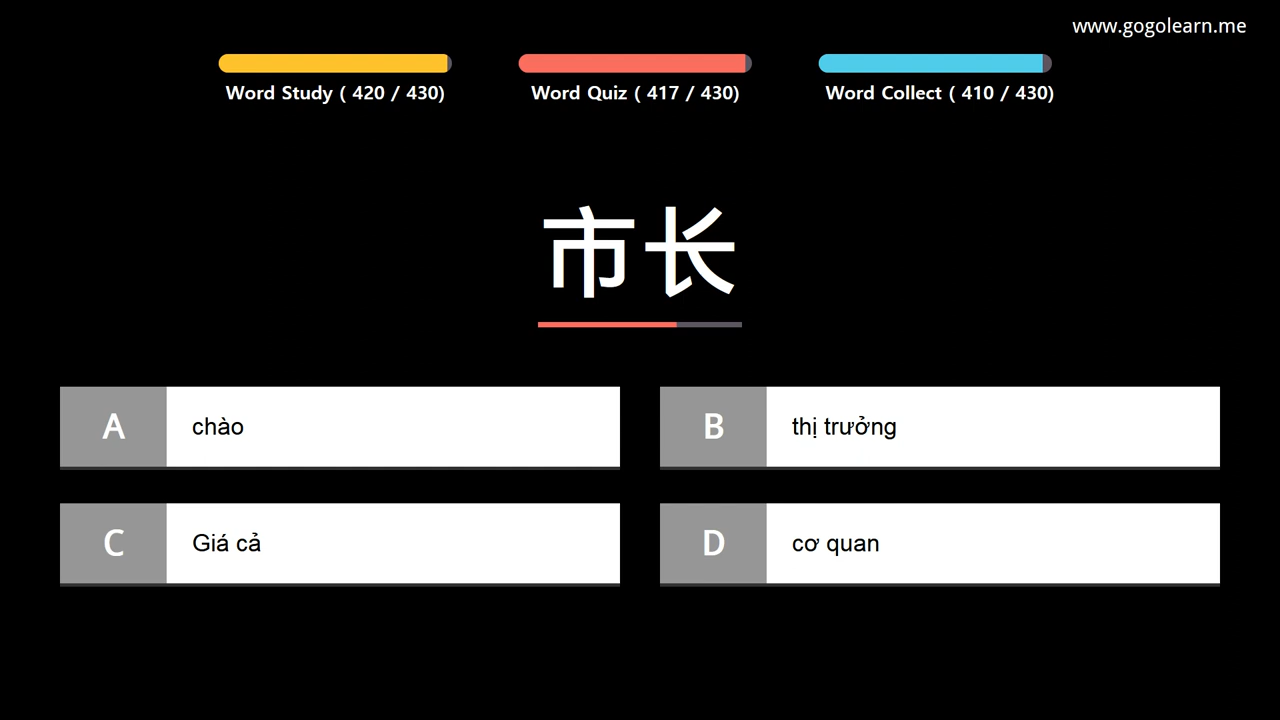 www.gogolearn.me
Word Study ( 420 / 430)
Word Quiz ( 417 / 430)
Word Collect ( 410 / 430)
市长
A chào
B thị trưởng
C Giá cả
D cơ quan